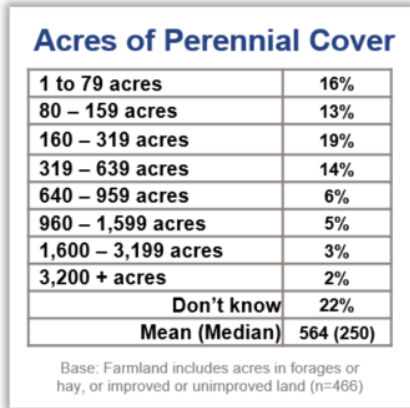 Acres of Perennial Cover
1 to 79 acres 16%
80 – 159 acres 13%
160 – 319 acres 19%
319 – 639 acres 14%
640 – 959 acres 6%
960 – 1,599 acres 5%
1,600 – 3,199 acres 3%
3,200 + acres 2%
Don't know 22%
Mean (Median) 564 (250)
Base: Farmland includes acres in forages or
hay, or improved or unimproved land (n=466)